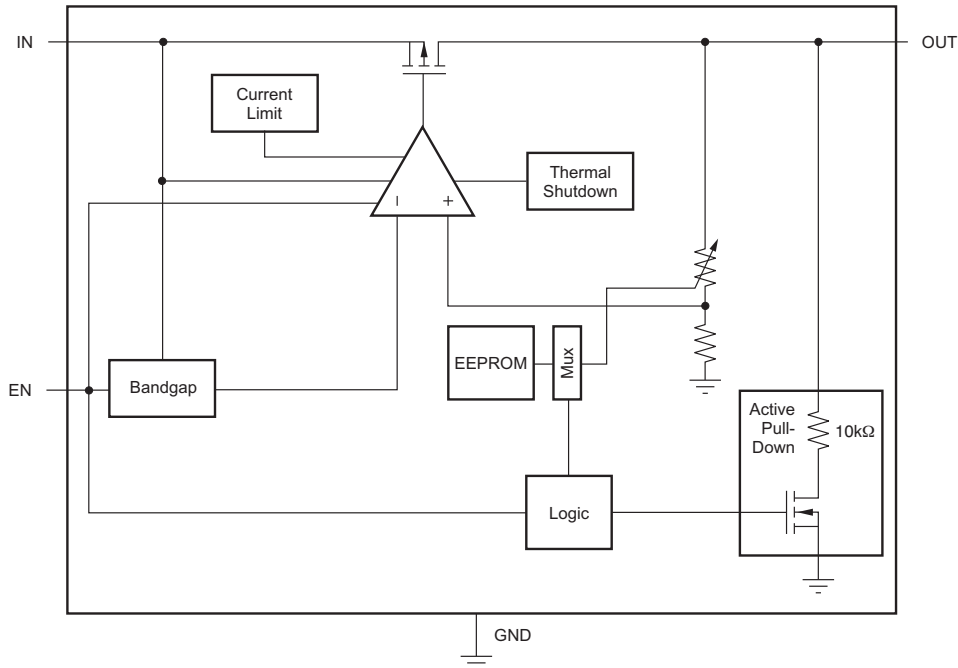 IN
OUT
Current
Limit
Thermal
Shutdown
− +
EEPROM
Mux
EN
Bandgap
Active
Pull-
Down
10kΩ
Logic
GND